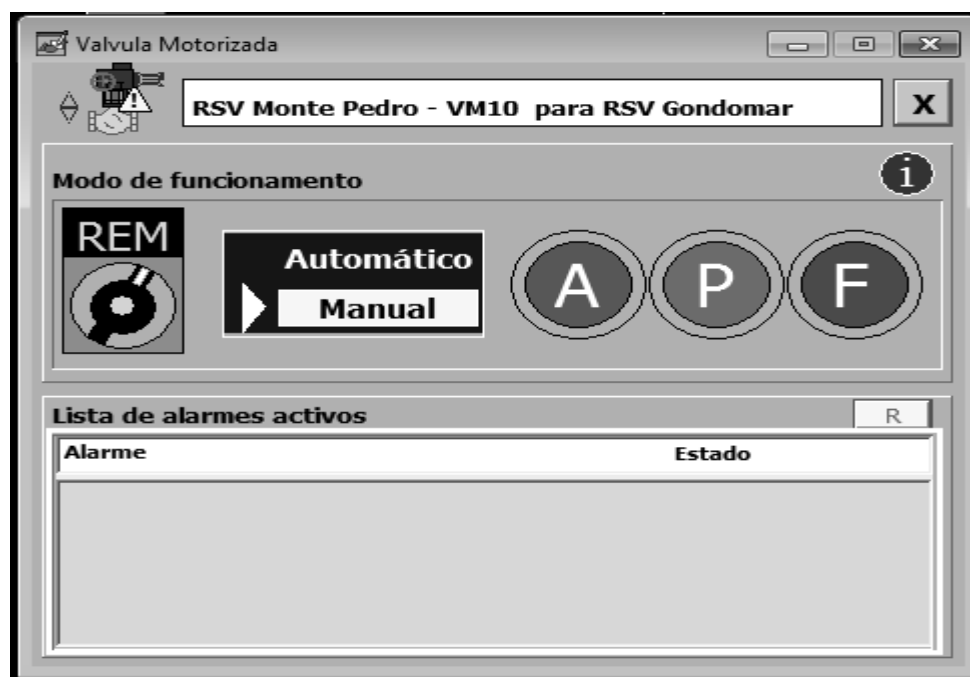 Valvula Motorizada
RSV Monte Pedro - VM10 para RSV Gondomar
X
Modo de funcionamento
i
REM
Automático
Manual
A P F
Lista de alarmes activos
R
Alarme Estado